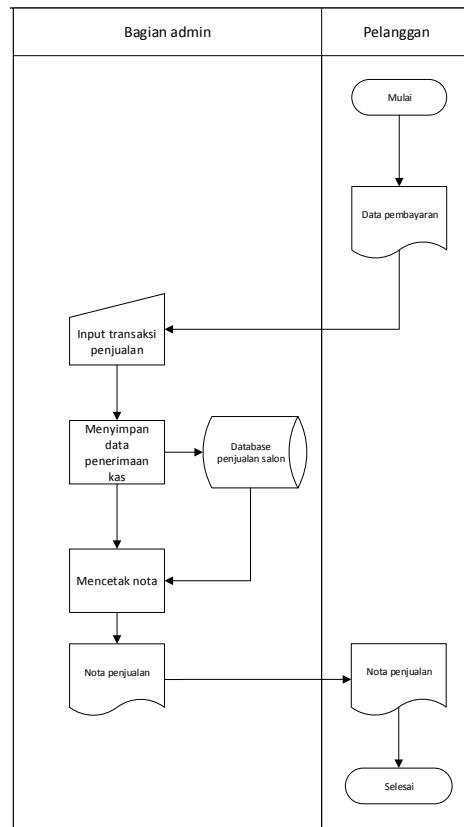 Bagian admin
Pelanggan
Mulai
Data pembayaran
Input transaksi
penjualan
Menyimpan
data
penerimaan
kas
Database
penjualan salon
Mencetak nota
Nota penjualan
Nota penjualan
Selesai